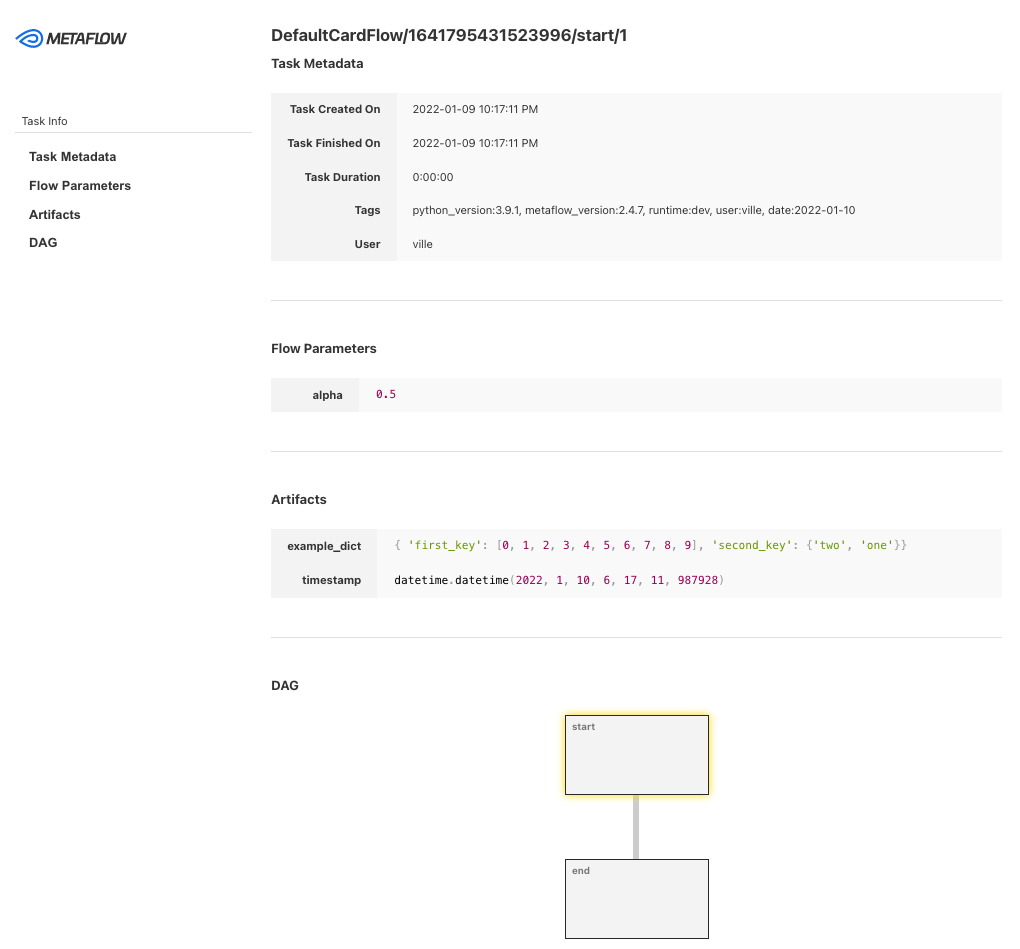 METAFLOW
Task Info
Task Metadata
Flow Parameters
Artifacts
DAG
DefaultCardFlow/1641795431523996/start/1
Task Metadata
Task Created On 2022-01-09 10:17:11 PM
Task Finished On 2022-01-09 10:17:11 PM
Task Duration 0:00:00
Tags python_version:3.9.1, metaflow_version:2.4.7, runtime:dev, user:ville, date:2022-01-10
User ville
Flow Parameters
alpha 0.5
Artifacts
example_dict { 'first_key': [0, 1, 2, 3, 4, 5, 6, 7, 8, 9], 'second_key': {'two', 'one'}}
timestamp datetime.datetime(2022, 1, 10, 6, 17, 11, 987928)
DAG
start
end